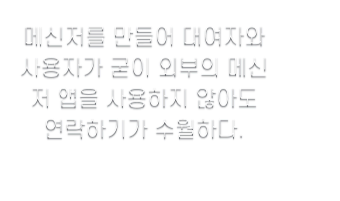 메신저를 만들어 대여자와
사용자가 굳이 외부의 메신
저 앱을 사용하지 않아도
연락하기가 수월하다.